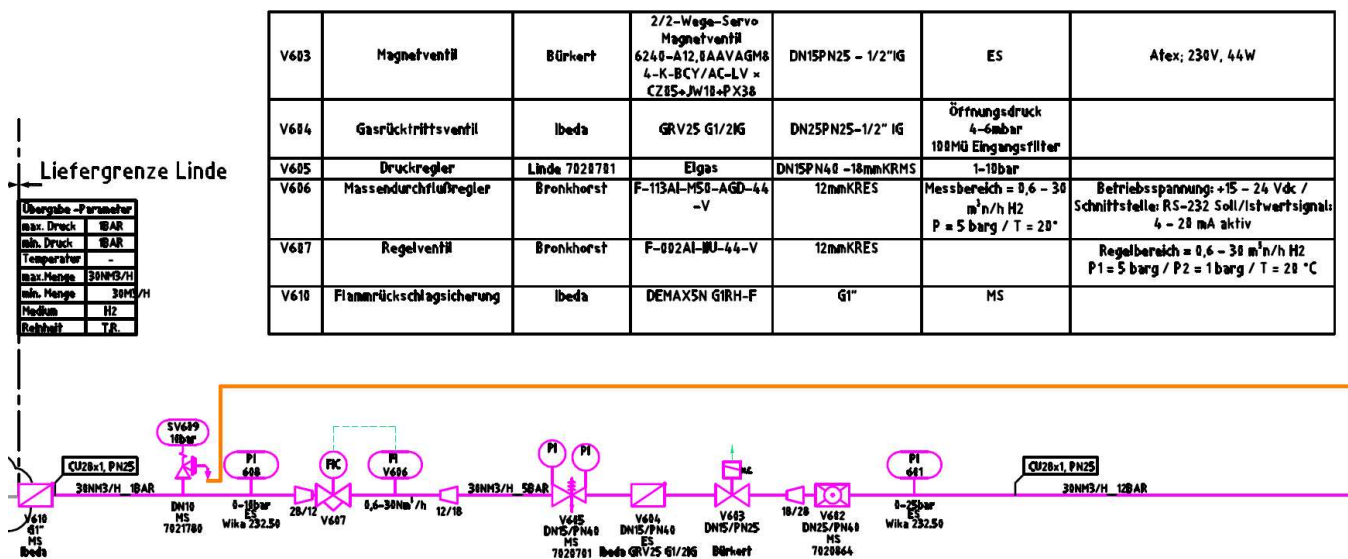 V603 Magnetventil Bürkert 2/2-Wege-Servo Magnetventil 6240-A12,0AAVAGM8 4-K-BCY/AC-LV × CZ05+JW10+PX38 DN15PN25 - 1/2"IG ES Atex; 230V, 44W
V604 Gasrücktrittsventil Ibeda GRV25 G1/2IG DN25PN25-1/2" IG Öffnungsdruck 4-6mbar 100Mü Eingangsfilter
V605 Druckregler Linde 7020701 Elgas DN15PN40 -18mmKRMS 1-10bar
V606 Massendurchflußregler Bronkhorst F-113AI-M50-AGD-44-V 12mmKRES Messbereich = 0,6 - 30 m³n/h H2 P = 5 barg / T = 20° Betriebsspannung: +15 - 24 Vdc / Schnittstelle: RS-232 Soll/Istwertsignal: 4 - 20 mA aktiv
V607 Regelventil Bronkhorst F-002AI-IIU-44-V 12mmKRES Regelbereich = 0,6 - 30 m³n/h H2 P1 = 5 barg / P2 = 1 barg / T = 20 °C
V610 Flammrückschlagsicherung Ibeda DEMAX5N G1RH-F G1" MS
Liefergrenze Linde
Übergabe -Parameter
max. Druck 1BAR
min. Druck 1BAR
Temperatur -
max.Menge 30NM3/H
min. Menge 30M3/H
Medium H2
Reinheit T.R.
SV609
PI
608
FIC
FI
V606
PI
PI
N.C.
PI
601
CU28x1, PN25
CU28x1, PN25
30NM3/H_1BAR
30NM3/H_5BAR
30NM3/H_12BAR
V610
G1"
MS
Ibeda
DN10
MS
7021780
0-10bar
ES
Wika 232.50
28/12
V607
0,6-30Nm³/h
12/18
V605
DN15/PN40
MS
7020701
V604
DN15/PN40
ES
Ibeda GRV25 G1/2IG
V603
DN15/PN25
Bürkert
18/28
V602
DN25/PN40
MS
7020864
0-25bar
ES
Wika 232.50